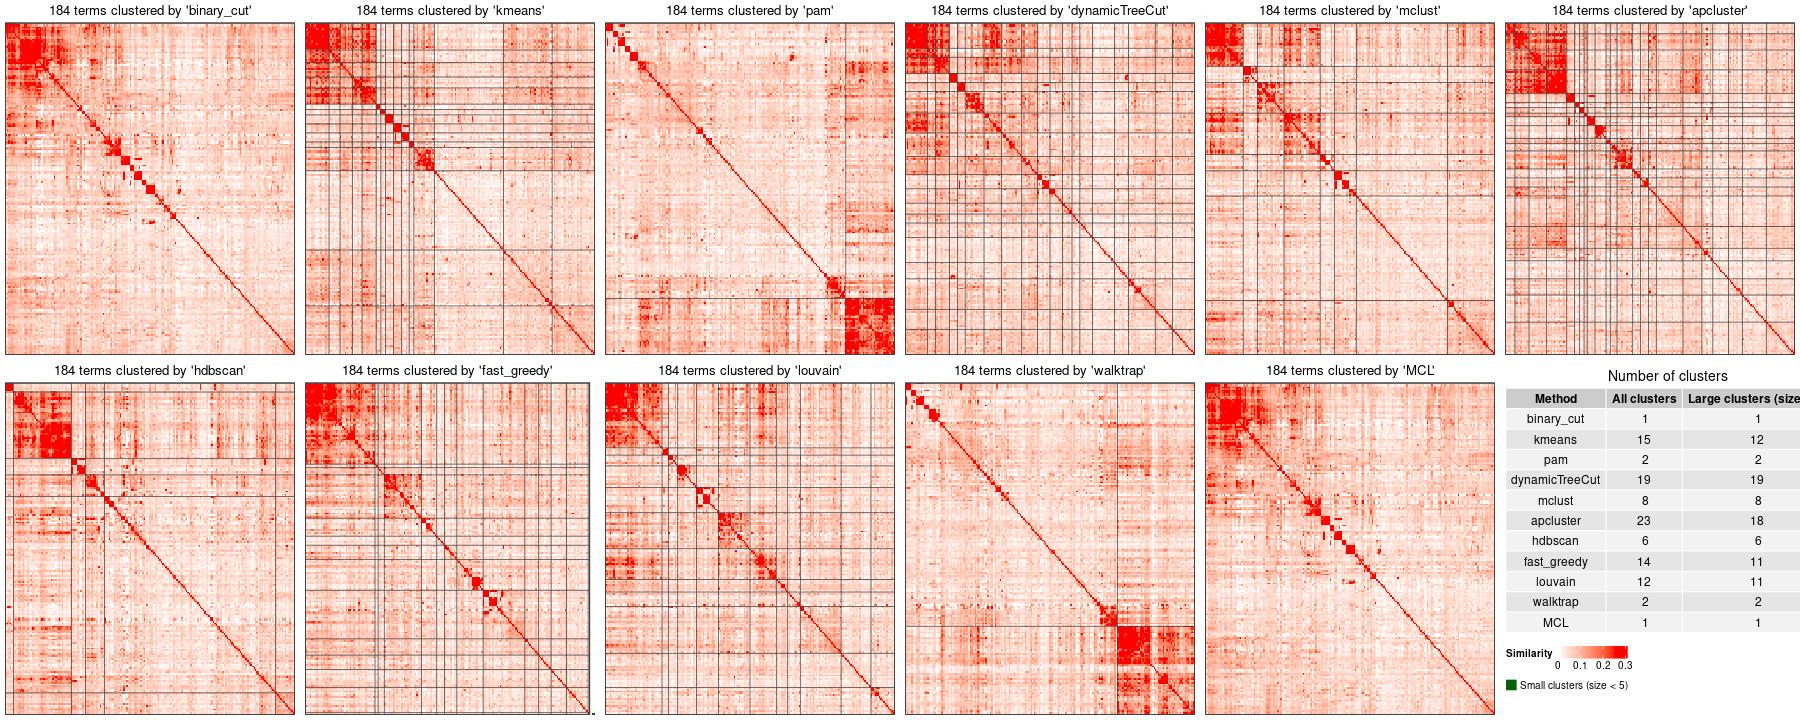 184 terms clustered by 'binary_cut'
184 terms clustered by 'kmeans'
184 terms clustered by 'pam'
184 terms clustered by 'dynamicTreeCut'
184 terms clustered by 'mclust'
184 terms clustered by 'apcluster'
184 terms clustered by 'hdbscan'
184 terms clustered by 'fast_greedy'
184 terms clustered by 'louvain'
184 terms clustered by 'walktrap'
184 terms clustered by 'MCL'
Number of clusters
Method All clusters Large clusters (size
binary_cut 1 1
kmeans 15 12
pam 2 2
dynamicTreeCut 19 19
mclust 8 8
apcluster 23 18
hdbscan 6 6
fast_greedy 14 11
louvain 12 11
walktrap 2 2
MCL 1 1
Similarity
0 0.1 0.2 0.3
Small clusters (size < 5)